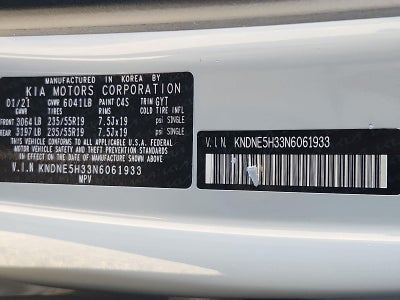 MANUFACTURED IN KOREA BY
KIA MOTORS CORPORATION
01/21 GVWR 6041LB PAINT C4S TRIM GYT
GAWR TYRES RIMS COLD TIRE INFL
FRONT 3064 LB 235/55R19 7.5Jx19 psi SINGLE
REAR 3197 LB 235/55R19 7.5Jx19 psi SINGLE
THIS VEHICLE CONFORMS TO ALL APPLICABLE U.S.A. FEDERAL
MOTOR VEHICLE SAFETY AND THEFT PREVENTION STANDARDS
IN EFFECT ON THE DATE OF MANUFACTURE SHOWN ABOVE.
V.I.N KNDNE5H33N6061933
MPV
V.I.N. KNDNE5H33N6061933